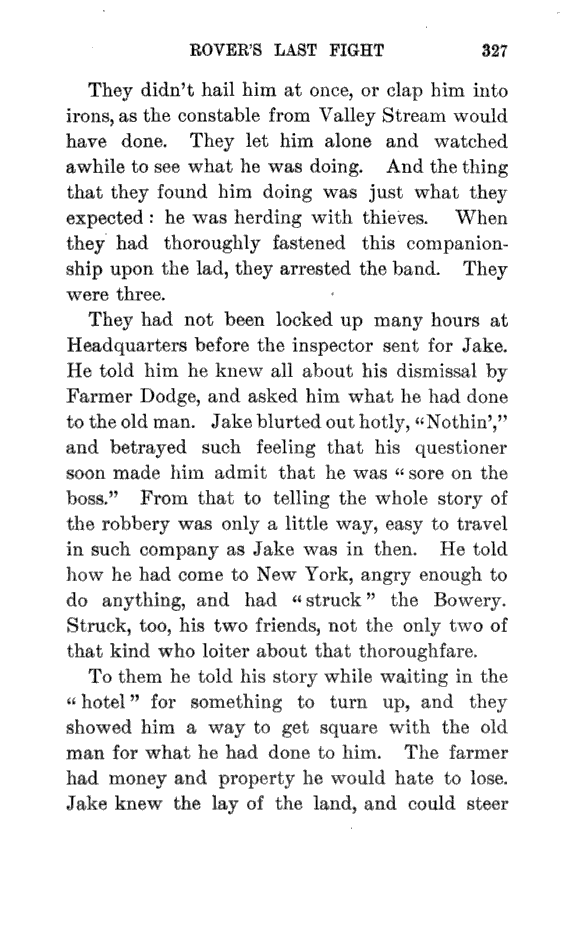 ROVER'S LAST FIGHT 327
They didn't hail him at once, or clap him into
irons, as the constable from Valley Stream would
have done. They let him alone and watched
awhile to see what he was doing. And the thing
that they found him doing was just what they
expected : he was herding with thieves. When
they had thoroughly fastened this companion-
ship upon the lad, they arrested the band. They
were three.
They had not been locked up many hours at
Headquarters before the inspector sent for Jake.
He told him he knew all about his dismissal by
Farmer Dodge, and asked him what he had done
to the old man. Jake blurted out hotly, "Nothin',"
and betrayed such feeling that his questioner
soon made him admit that he was "sore on the
boss." From that to telling the whole story of
the robbery was only a little way, easy to travel
in such company as Jake was in then. He told
how he had come to New York, angry enough to
do anything, and had "struck" the Bowery.
Struck, too, his two friends, not the only two of
that kind who loiter about that thoroughfare.
To them he told his story while waiting in the
"hotel" for something to turn up, and they
showed him a way to get square with the old
man for what he had done to him. The farmer
had money and property he would hate to lose.
Jake knew the lay of the land, and could steer